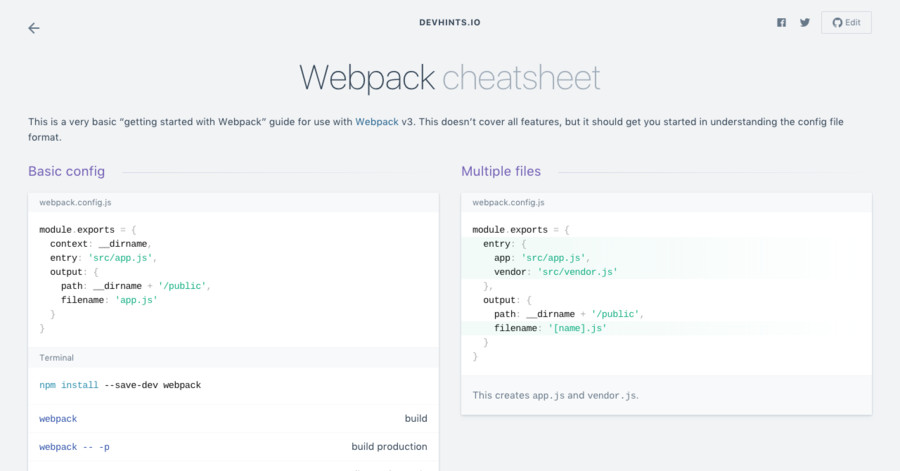 DEVHINTS.IO
Edit
Webpack cheatsheet
This is a very basic “getting started with Webpack” guide for use with Webpack v3. This doesn’t cover all features, but it should get you started in understanding the config file
format.
Basic config
webpack.config.js
module.exports = {
  context: __dirname,
  entry: 'src/app.js',
  output: {
    path: __dirname + '/public',
    filename: 'app.js'
  }
}
Terminal
npm install --save-dev webpack
webpack build
webpack -- -p build production
Multiple files
webpack.config.js
module.exports = {
  entry: {
    app: 'src/app.js',
    vendor: 'src/vendor.js'
  },
  output: {
    path: __dirname + '/public',
    filename: '[name].js'
  }
}
This creates app.js and vendor.js.